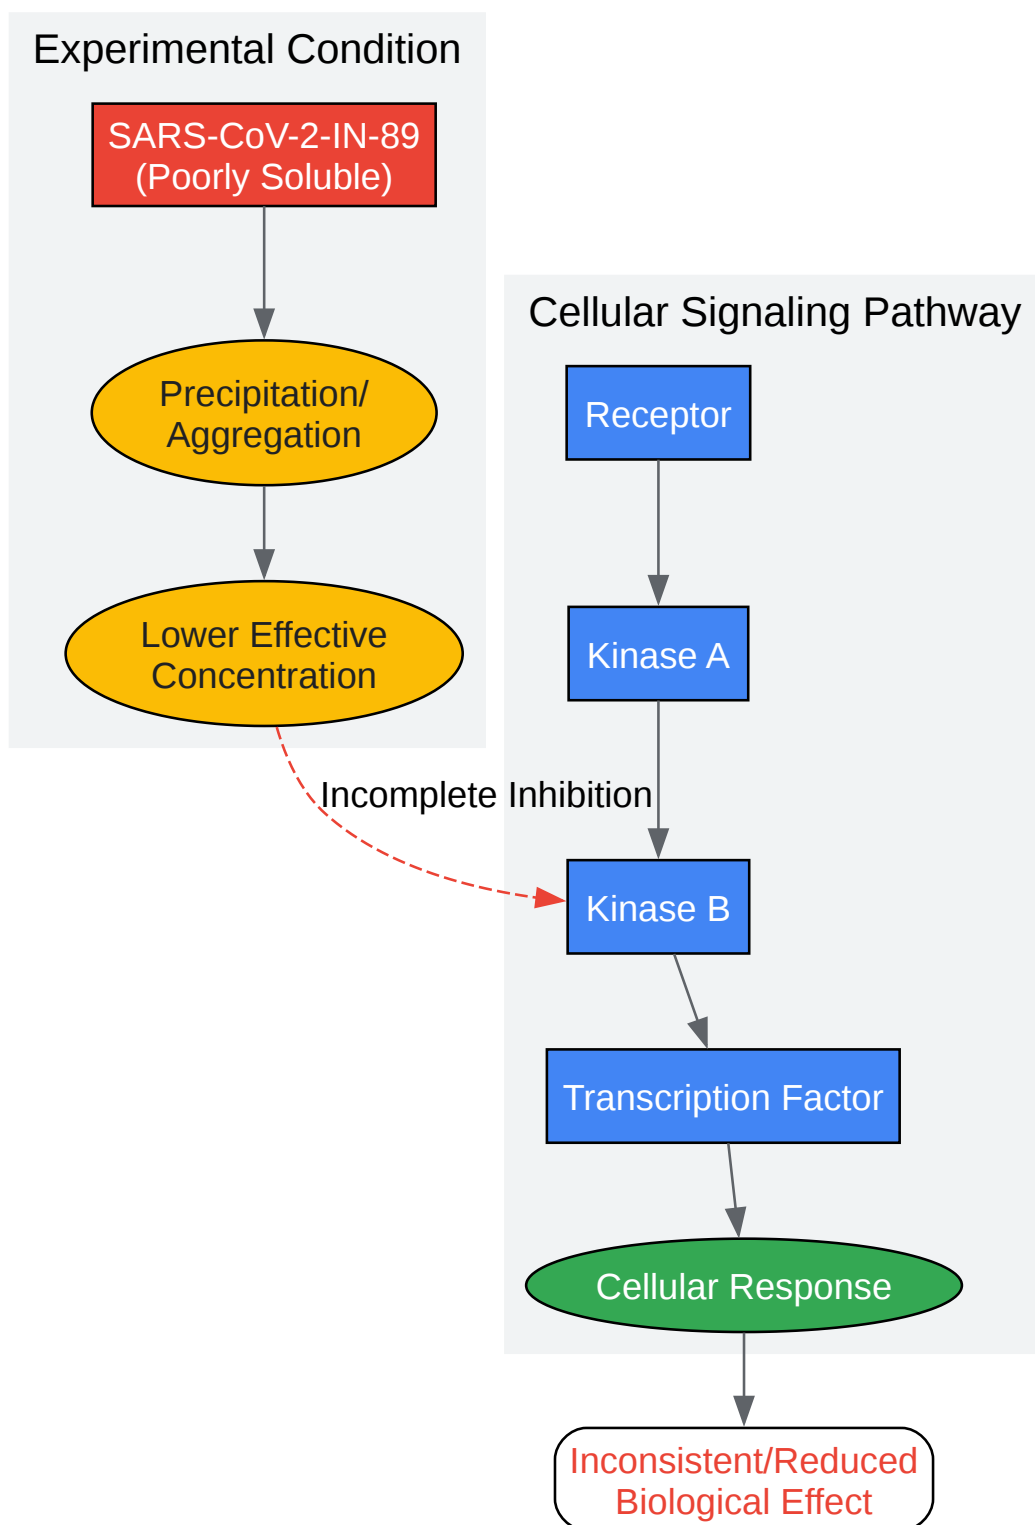 Experimental Condition
SARS-CoV-2-IN-89
(Poorly Soluble)
Precipitation/
Aggregation
Lower Effective
Concentration
Incomplete Inhibition
Cellular Signaling Pathway
Receptor
Kinase A
Kinase B
Transcription Factor
Cellular Response
Inconsistent/Reduced
Biological Effect